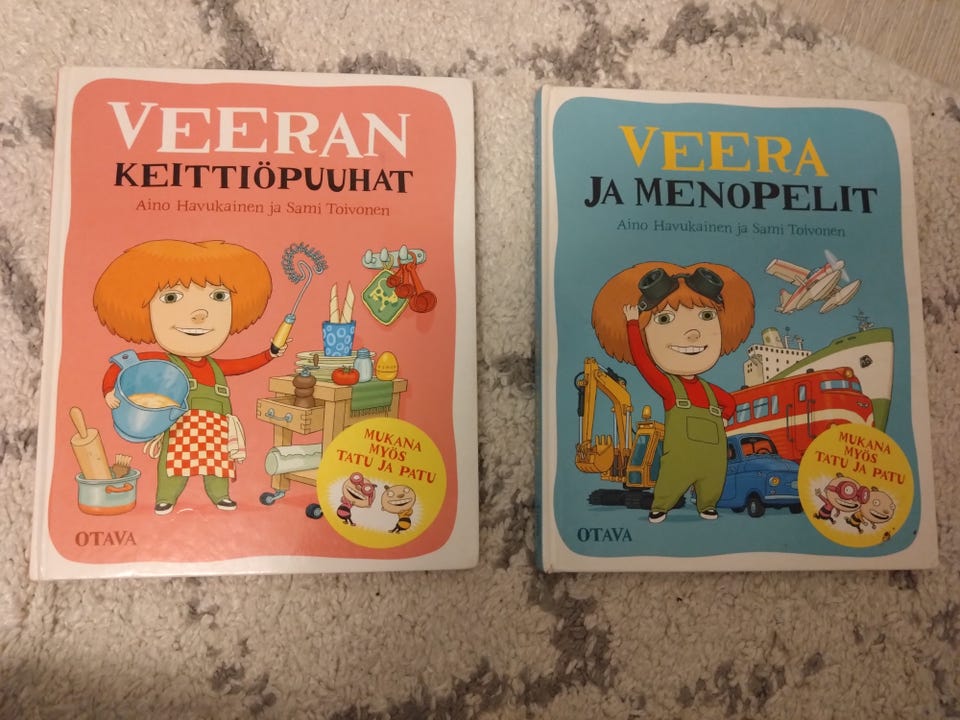 VEERAN
KEITTIÖPUUHAT
Aino Havukainen ja Sami Toivonen
MUKANA
MYÖS
TATU JA PATU
OTAVA
VEERA
JA MENOPELIT
Aino Havukainen ja Sami Toivonen
MUKANA
MYÖS
TATU JA PATU
OTAVA